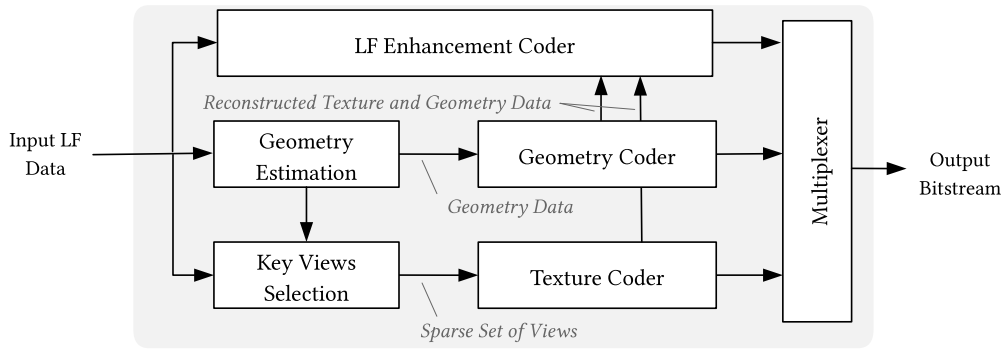 LF Enhancement Coder
Reconstructed Texture and Geometry Data
Input LF
Data
Geometry
Estimation
Geometry Coder
Geometry Data
Key Views
Selection
Texture Coder
Sparse Set of Views
Multiplexer
Output
Bitstream